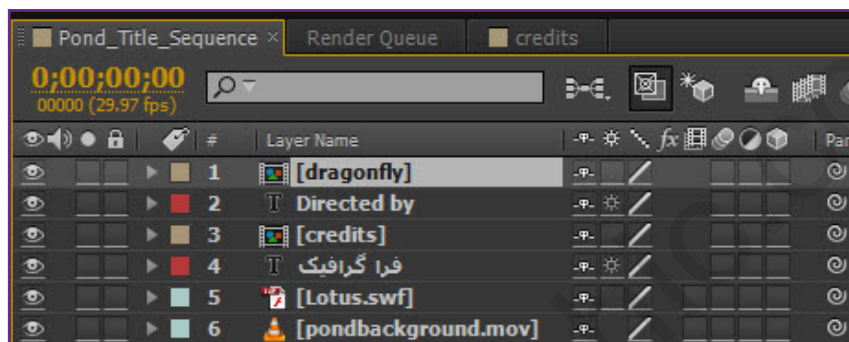 Pond_Title_Sequence × Render Queue credits
0;00;00;00
00000 (29.97 fps)
# Layer Name fx Par
1 [dragonfly]
2 T Directed by
3 [credits]
4 T فرا گرافیک
5 [Lotus.swf]
6 [pondbackground.mov]